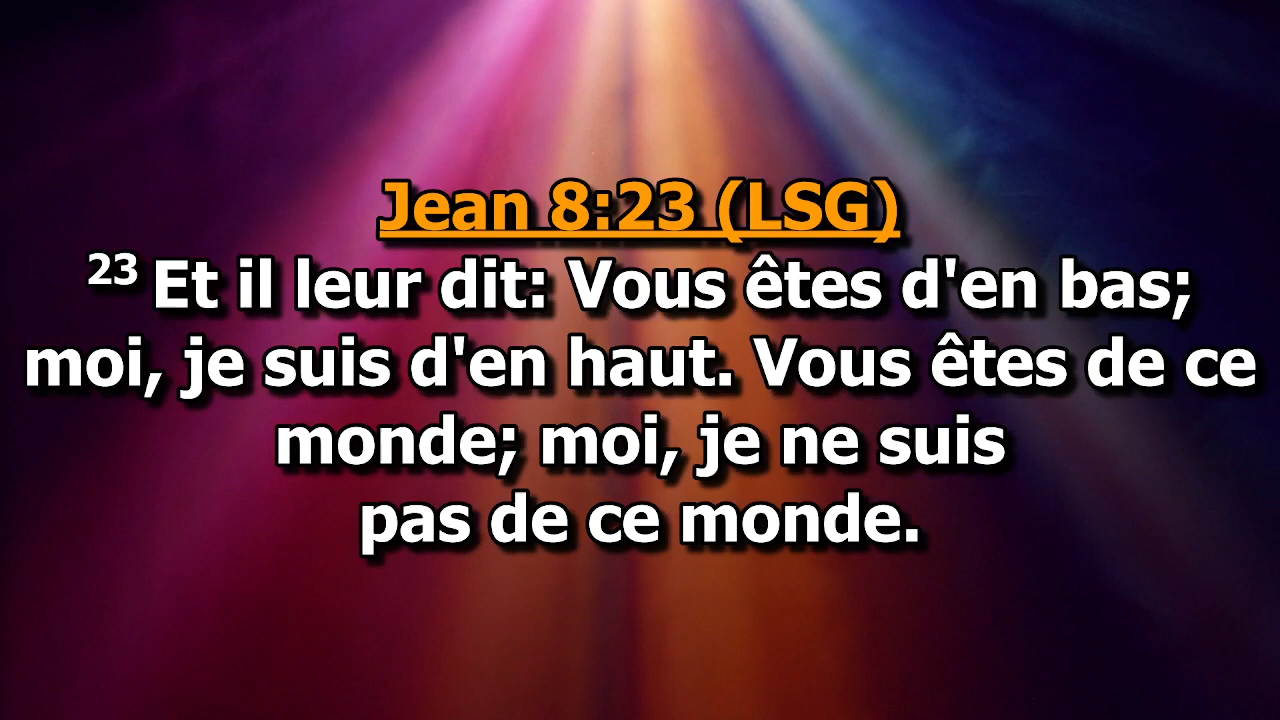 Jean 8:23 (LSG)
23 Et il leur dit: Vous êtes d'en bas;
moi, je suis d'en haut. Vous êtes de ce
monde; moi, je ne suis
pas de ce monde.